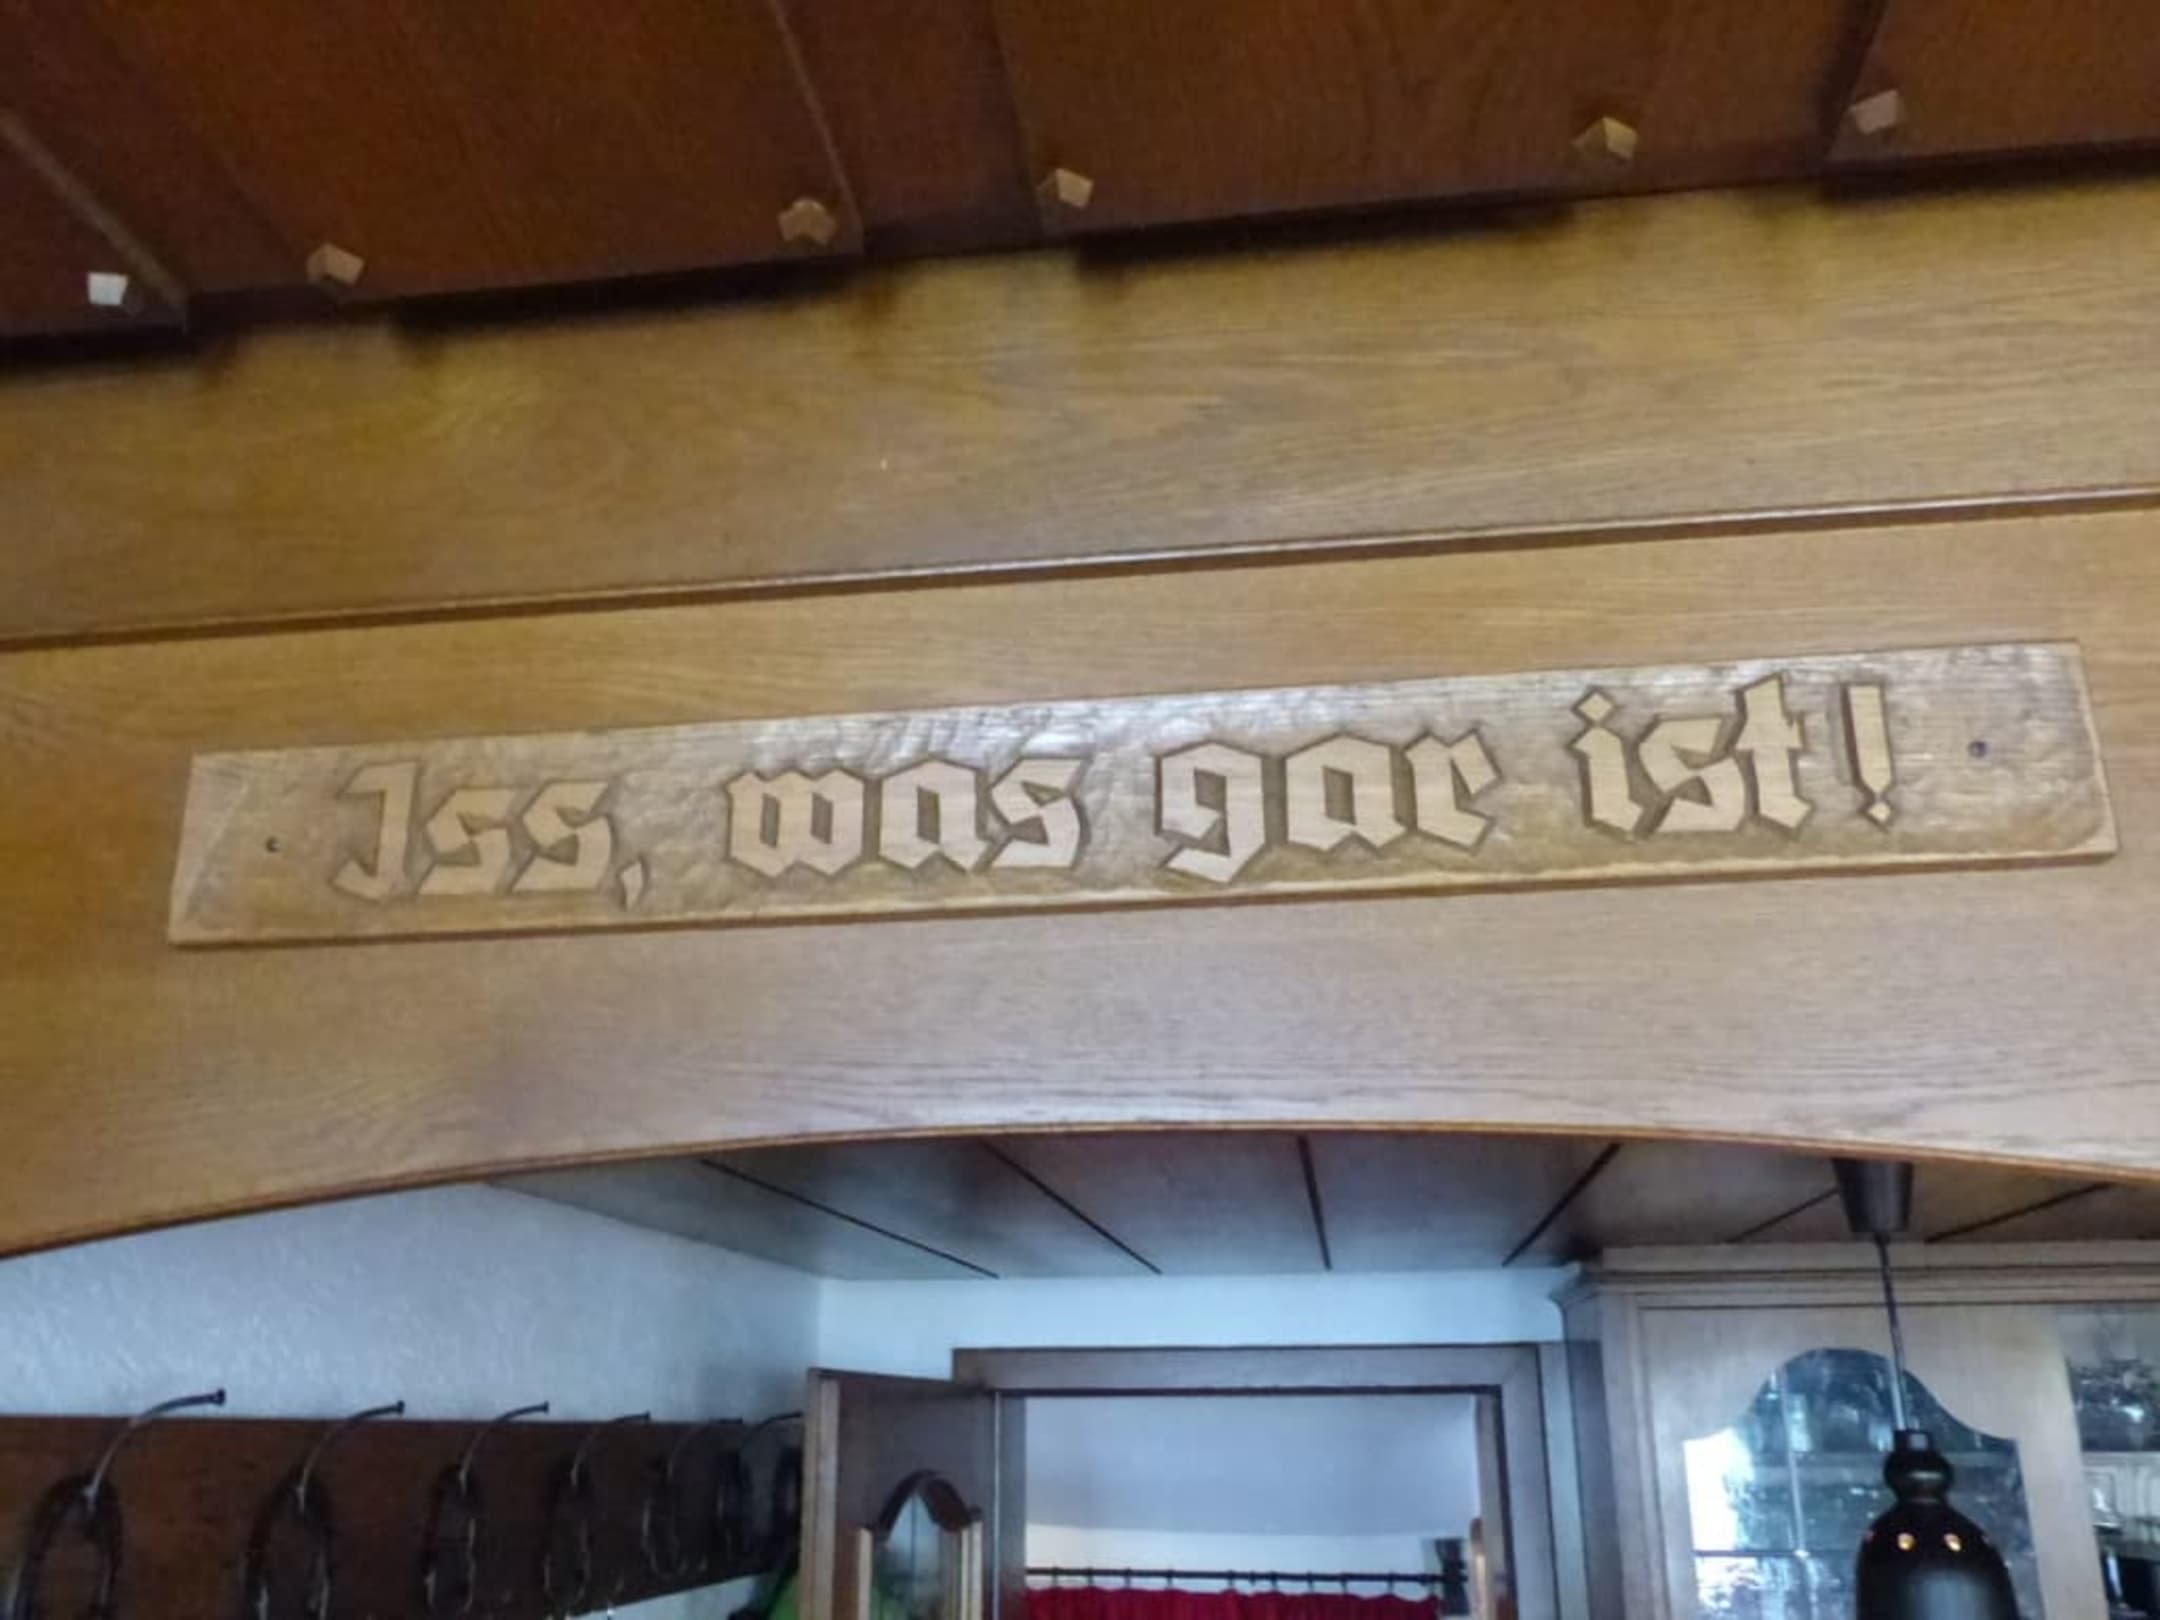 Iss, was gar ist!